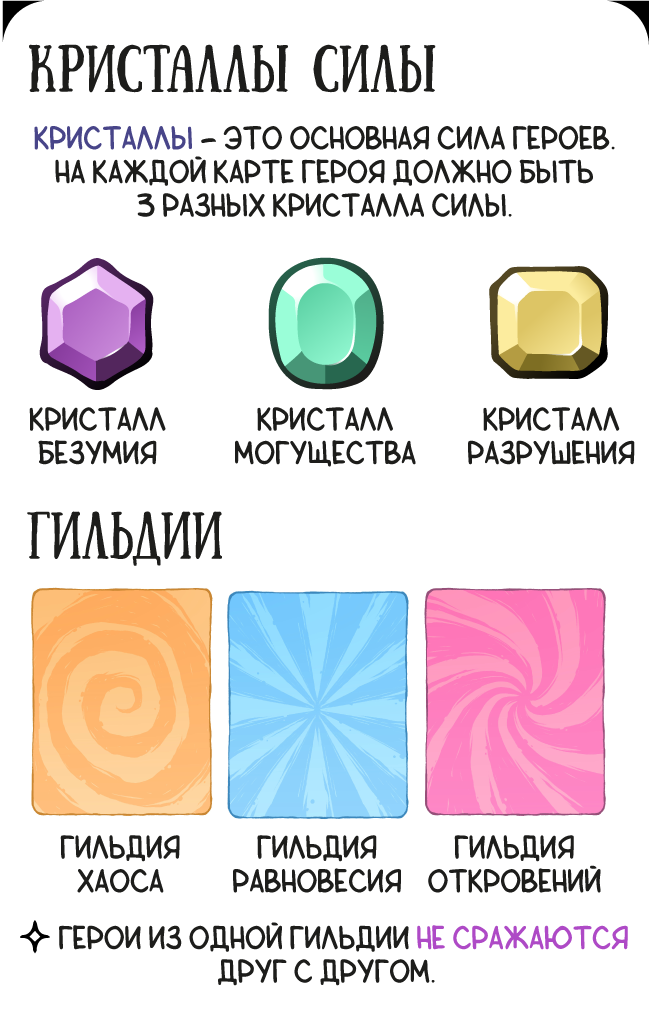 КРИСТАЛЛЫ СИЛЫ
КРИСТАЛЛЫ – ЭТО ОСНОВНАЯ СИЛА ГЕРОЕВ.
НА КАЖДОЙ КАРТЕ ГЕРОЯ ДОЛЖНО БЫТЬ
3 РАЗНЫХ КРИСТАЛЛА СИЛЫ.
КРИСТАЛЛ
БЕЗУМИЯ
КРИСТАЛЛ
МОГУЩЕСТВА
КРИСТАЛЛ
РАЗРУШЕНИЯ
ГИЛЬДИИ
ГИЛЬДИЯ
ХАОСА
ГИЛЬДИЯ
РАВНОВЕСИЯ
ГИЛЬДИЯ
ОТКРОВЕНИЙ
ГЕРОИ ИЗ ОДНОЙ ГИЛЬДИИ НЕ СРАЖАЮТСЯ
ДРУГ С ДРУГОМ.